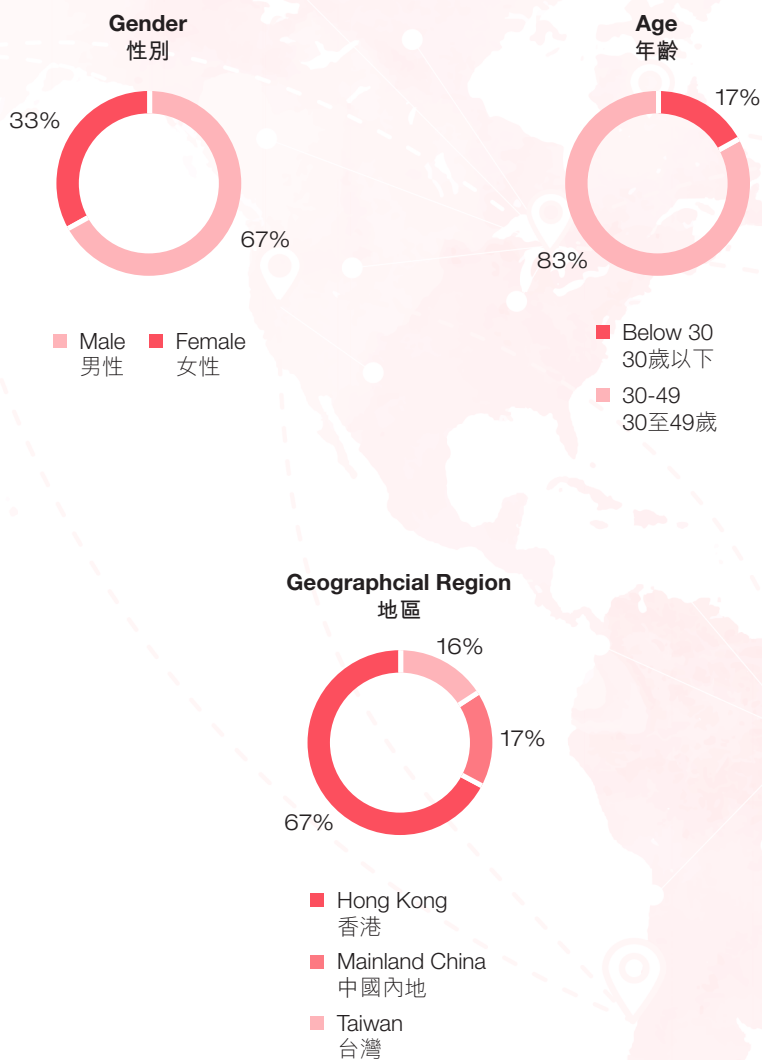 Gender
性別
33%
67%
Male
男性
Female
女性
Age
年齡
17%
83%
Below 30
30歲以下
30-49
30至49歲
Geographcial Region
地區
16%
17%
67%
Hong Kong
香港
Mainland China
中國內地
Taiwan
台灣